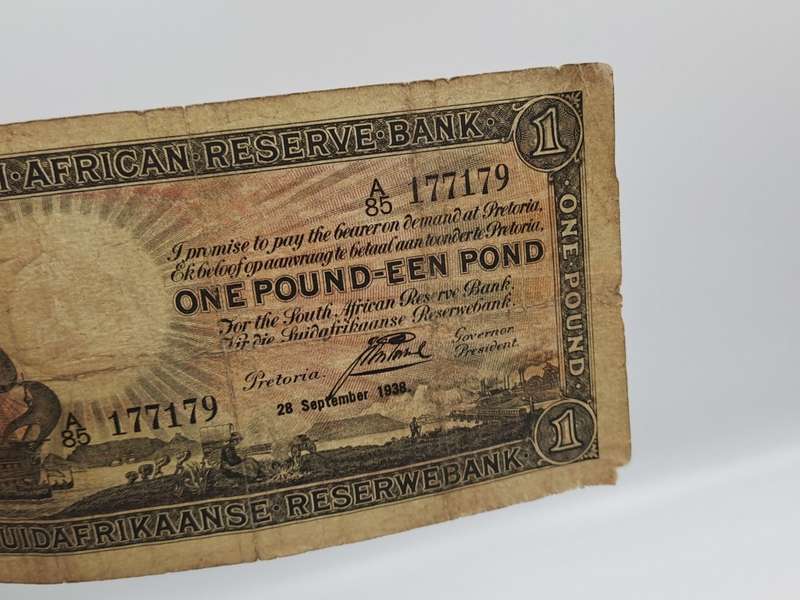 AFRICAN·RESERVE·BANK·
1
A
85 177179
I promise to pay the bearer on demand at Pretoria,
Ek beloof op aanvraag te betaal aan toonder te Pretoria,
ONE POUND-EEN POND
For the South African Reserve Bank.
Vir die Suidafrikaanse Reserwebank.
Governor
President.
Pretoria.
28 September 1938.
A
85 177179
·ONE·POUND·
1
UIDAFRIKAANSE·RESERWEBANK·